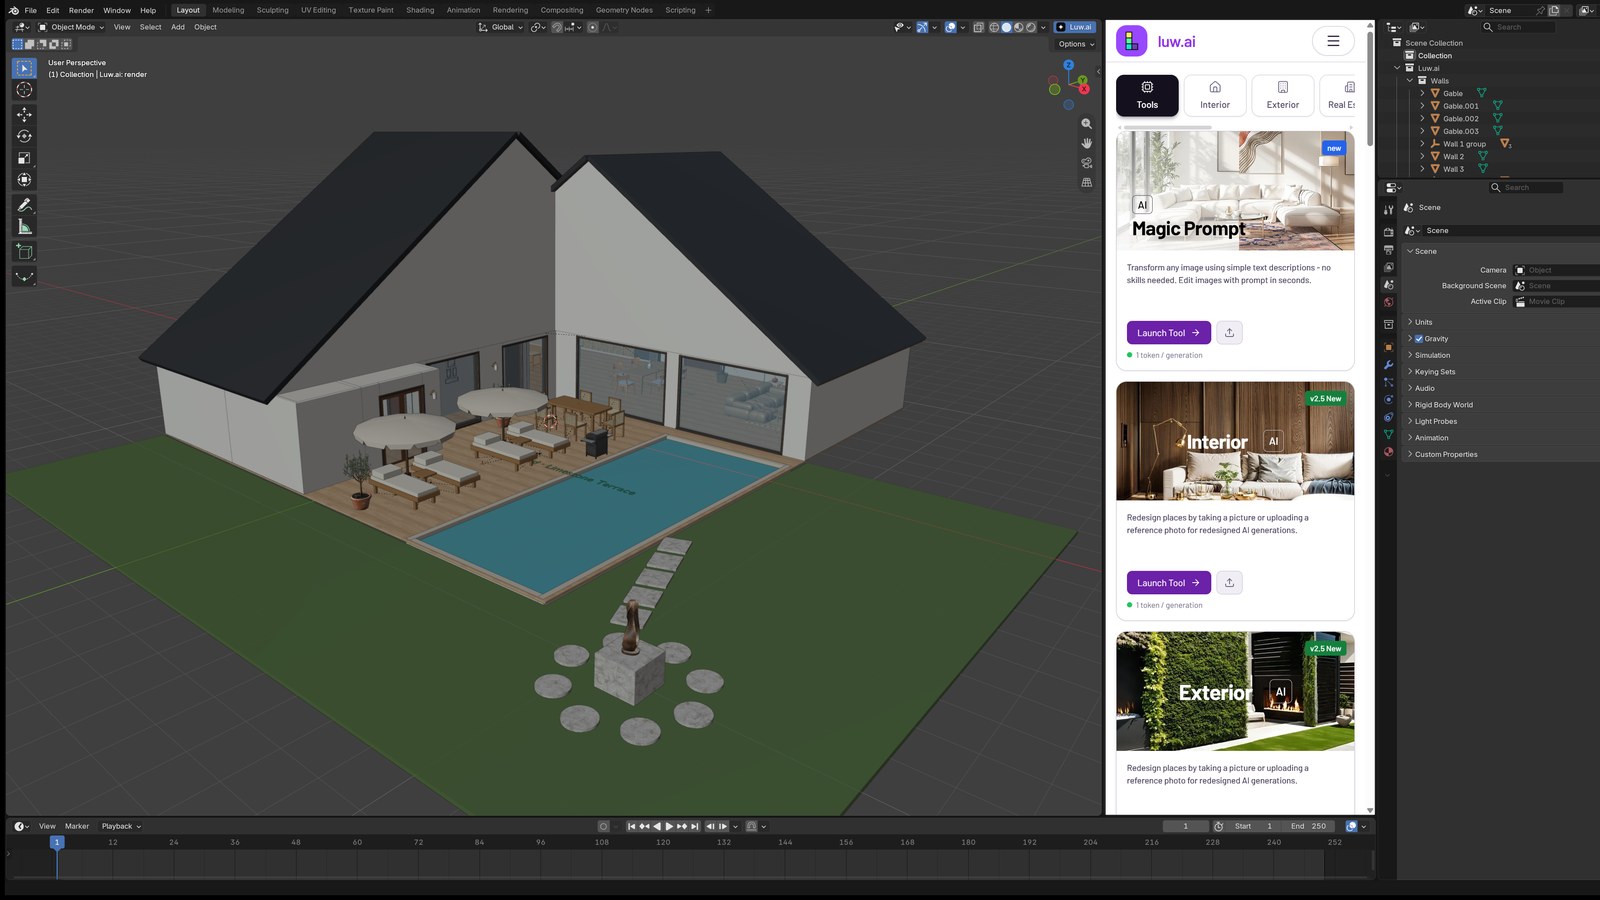 File Edit Render Window Help Layout Modeling Sculpting UV Editing Texture Paint Shading Animation Rendering Compositing Geometry Nodes Scripting + Scene
Object Mode View Select Add Object Global Luw.ai
Options
User Perspective
(1) Collection | Luw.ai: render
Z
Y
X
Terrace
luw.ai
Tools
Interior
Exterior
Real Es
new
AI
Magic Prompt
Transform any image using simple text descriptions - no
skills needed. Edit images with prompt in seconds.
Launch Tool
1 token / generation
v2.5 New
Interior AI
Redesign places by taking a picture or uploading a
reference photo for redesigned AI generations.
Launch Tool
1 token / generation
v2.5 New
Exterior AI
Redesign places by taking a picture or uploading a
reference photo for redesigned AI generations.
Search
Scene Collection
Collection
Luw.ai
Walls
Gable
Gable.001
Gable.002
Gable.003
Wall 1 group
Wall 2
Wall 3
Search
Scene
Scene
Scene
Camera Object
Background Scene Scene
Active Clip Movie Clip
Units
Gravity
Simulation
Keying Sets
Audio
Rigid Body World
Light Probes
Animation
Custom Properties
View Marker Playback 1 Start 1 End 250
1 12 24 36 48 60 72 84 96 108 120 132 144 156 168 180 192 204 216 228 240 252